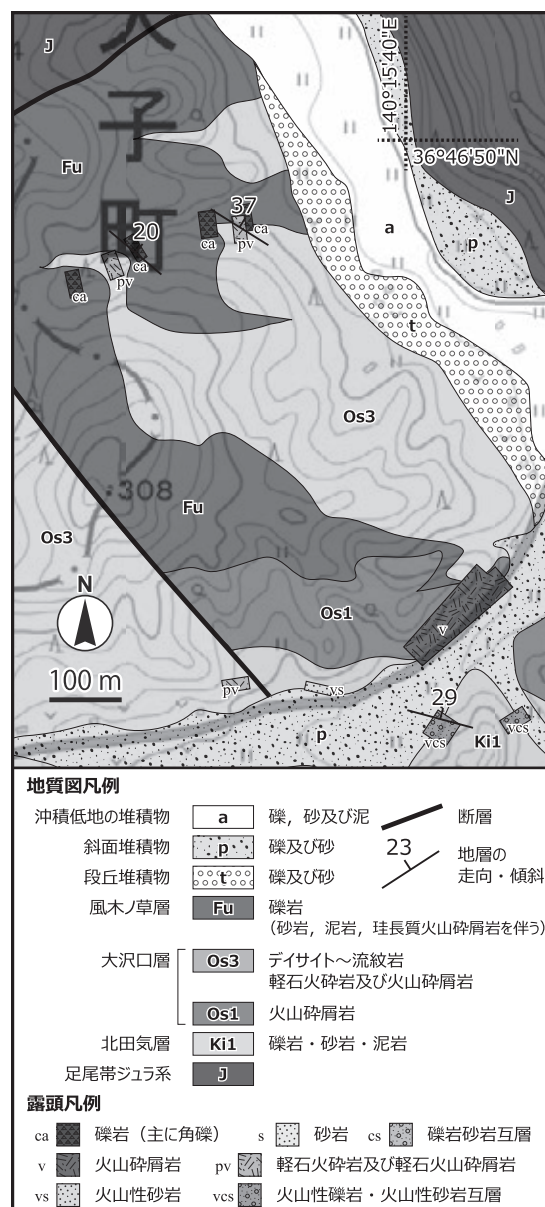 J
大
子
町
140°15'40"E
36°46'50"N
Fu
J
a
p
37
20
ca
pv
ca
ca
pv
ca
t
Os3
308
Fu
Os3
N
Os1
v
100 m
pv
vs
29
vcs
vcs
p
Ki1
地質図凡例
沖積低地の堆積物 a 礫，砂及び泥 断層
斜面堆積物 p 礫及び砂 23 地層の
段丘堆積物 t 礫及び砂 走向・傾斜
風木ノ草層 Fu 礫岩
（砂岩，泥岩，珪長質火山砕屑岩を伴う）
大沢口層 Os3 デイサイト～流紋岩
軽石火砕岩及び火山砕屑岩
Os1 火山砕屑岩
北田気層 Ki1 礫岩・砂岩・泥岩
足尾帯ジュラ系 J
露頭凡例
ca 礫岩（主に角礫） s 砂岩 cs 礫岩砂岩互層
v 火山砕屑岩 pv 軽石火砕岩及び軽石火山砕屑岩
vs 火山性砂岩 vcs 火山性礫岩・火山性砂岩互層